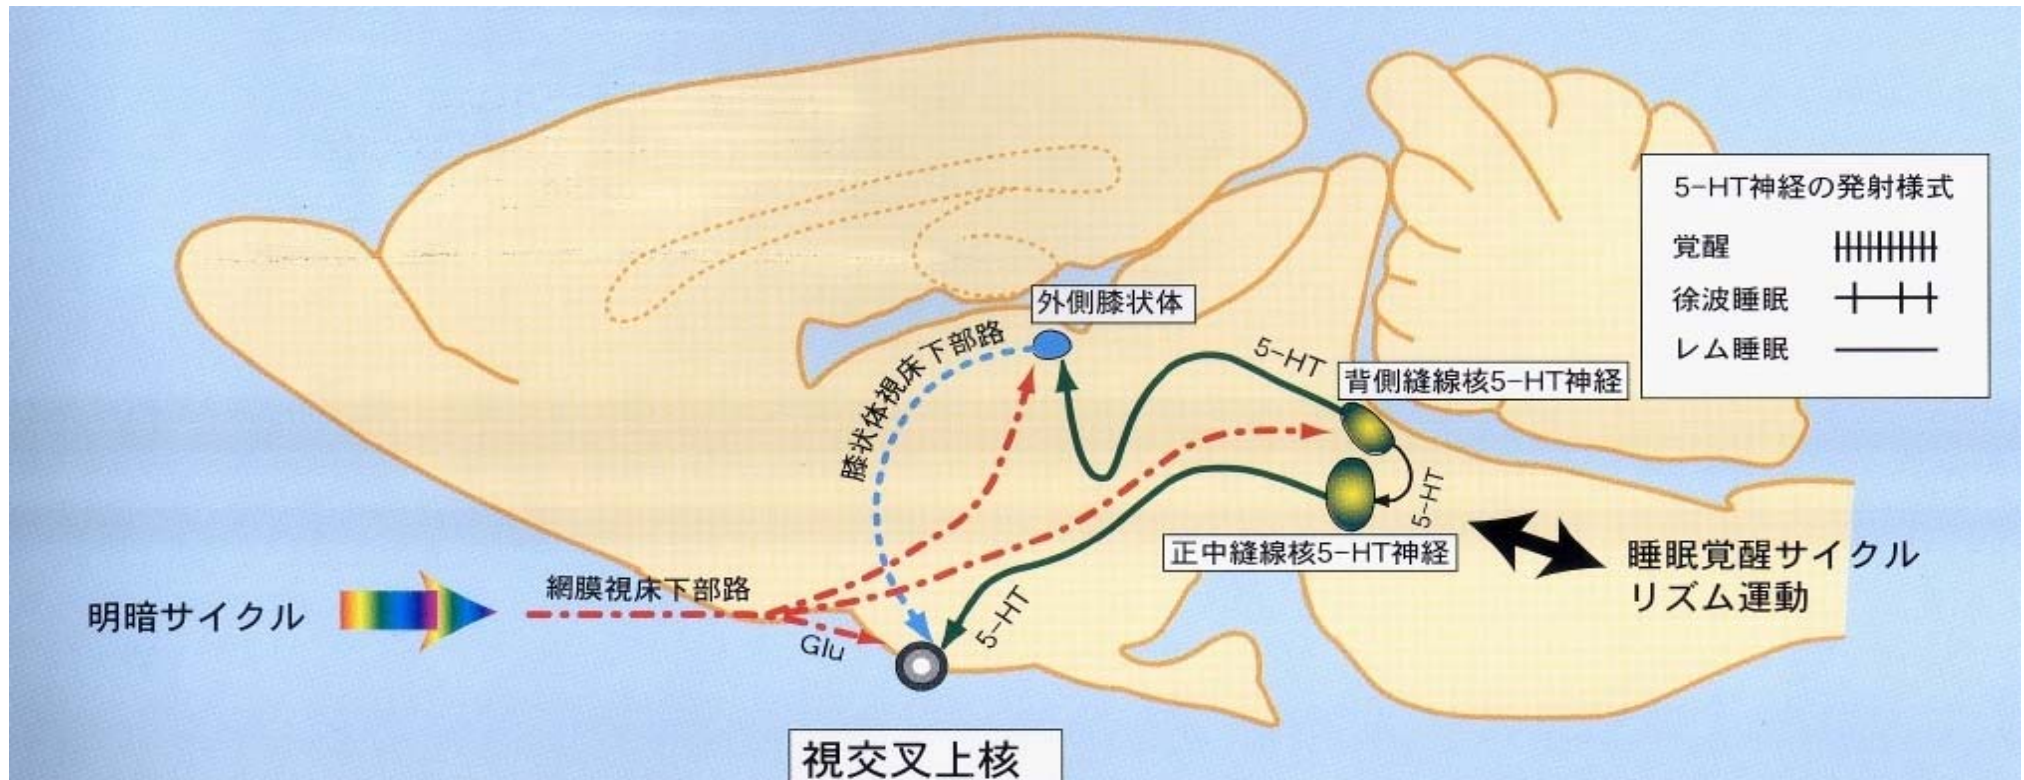 5-HT神経の発射様式
覚醒
徐波睡眠
レム睡眠
外側膝状体
膝状体視床下部路
5-HT
背側縫線核5-HT神経
5-HT
正中縫線核5-HT神経
睡眠覚醒サイクル
リズム運動
明暗サイクル
網膜視床下部路
Glu
5-HT
視交叉上核